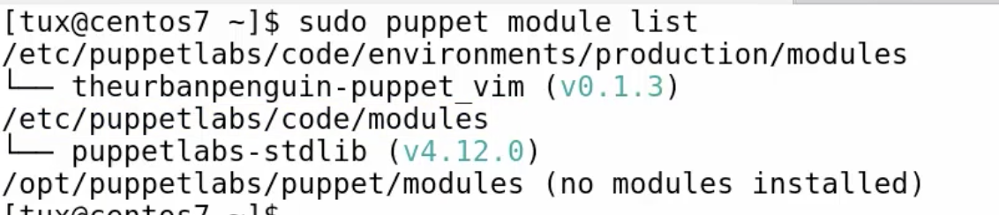 [tux@centos7 ~]$ sudo puppet module list
/etc/puppetlabs/code/environments/production/modules
└── theurbanpenguin-puppet_vim (v0.1.3)
/etc/puppetlabs/code/modules
└── puppetlabs-stdlib (v4.12.0)
/opt/puppetlabs/puppet/modules (no modules installed)
[tux@centos7 ~]$